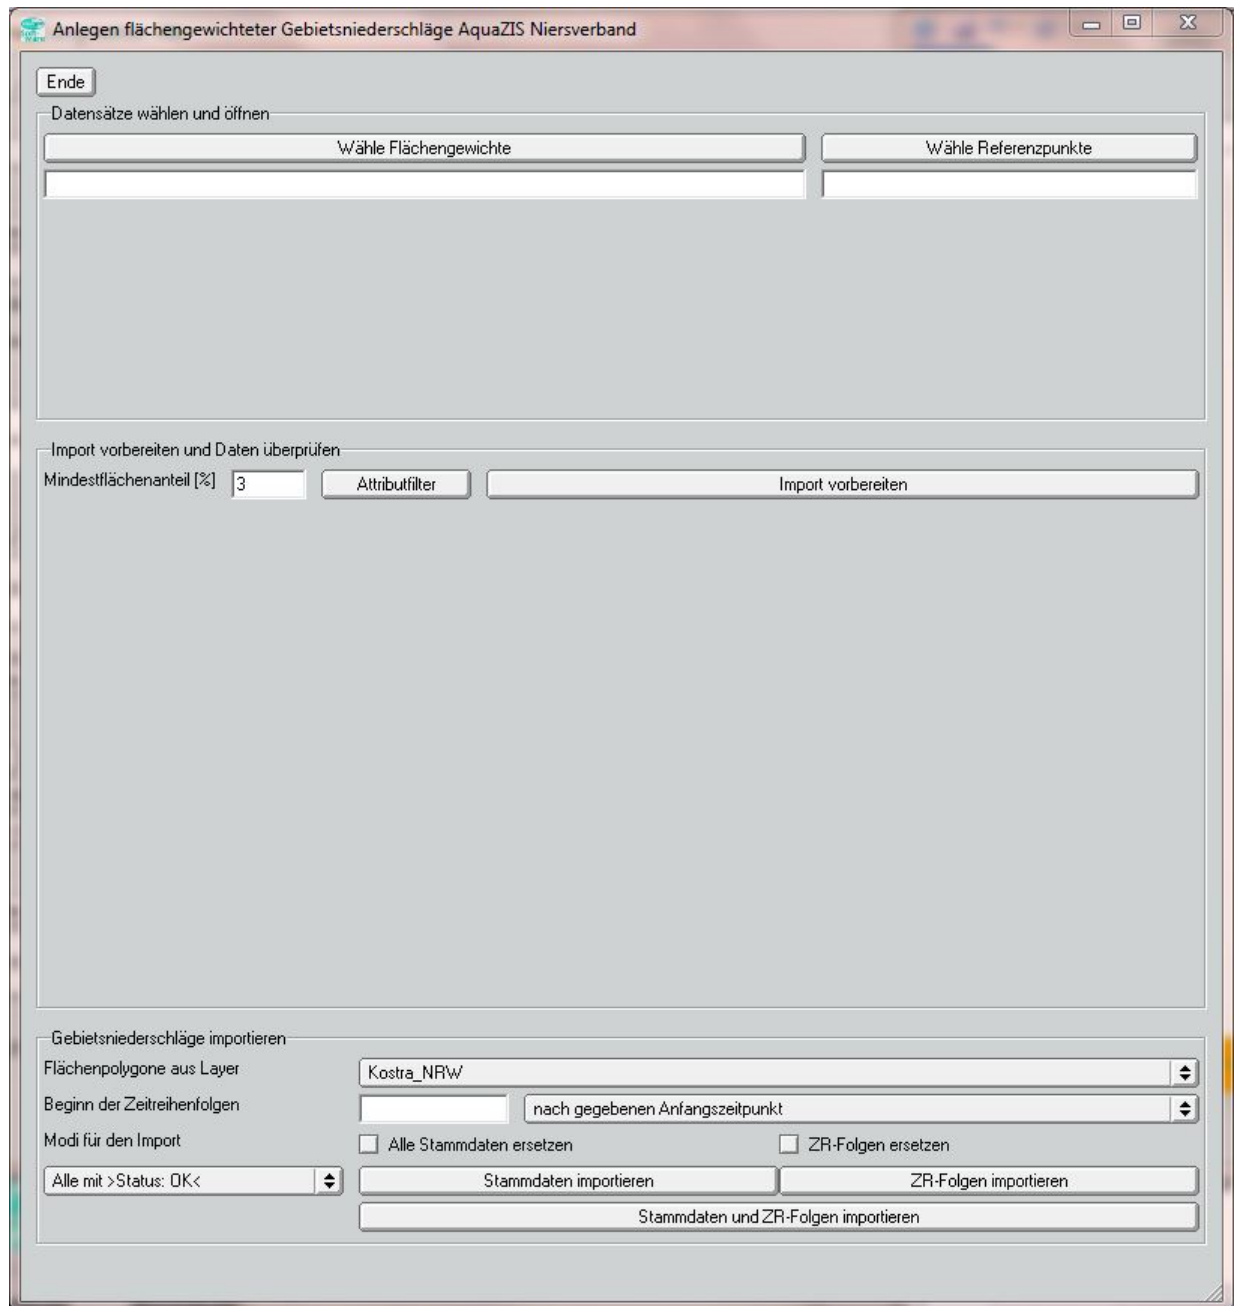 Anlegen flächengewichteter Gebietsniederschläge AquaZIS Niersverband
Ende
Datensätze wählen und öffnen
Wähle Flächengewichte
Wähle Referenzpunkte
Import vorbereiten und Daten überprüfen
Mindestflächenanteil [%] 3 Attributfilter Import vorbereiten
Gebietsniederschläge importieren
Flächenpolygone aus Layer Kostra_NRW
Beginn der Zeitreihenfolgen nach gegebenen Anfangszeitpunkt
Modi für den Import Alle Stammdaten ersetzen ZR-Folgen ersetzen
Alle mit >Status: OK< Stammdaten importieren ZR-Folgen importieren
Stammdaten und ZR-Folgen importieren